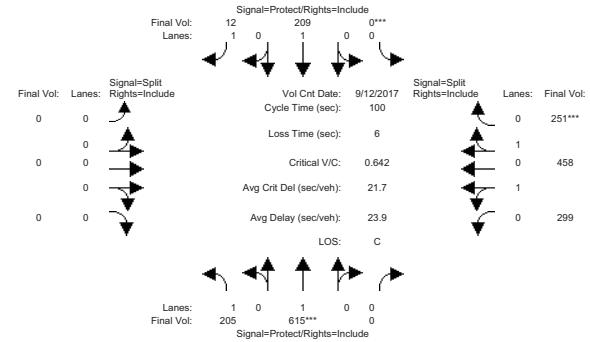 Signal=Protect/Rights=Include
Final Vol: 12 209 0***
Lanes: 1 0 1 0 0
Signal=Split Signal=Split
Final Vol: Lanes: Rights=Include Vol Cnt Date: 9/12/2017 Rights=Include Lanes: Final Vol:
Cycle Time (sec): 100
0 0 0 251***
Loss Time (sec): 6
0 1
0 0 Critical V/C: 0.642 0 458
0 Avg Crit Del (sec/veh): 21.7 1
0 0 Avg Delay (sec/veh): 23.9 0 299
LOS: C
Lanes: 1 0 1 0 0
Final Vol: 205 615*** 0
Signal=Protect/Rights=Include